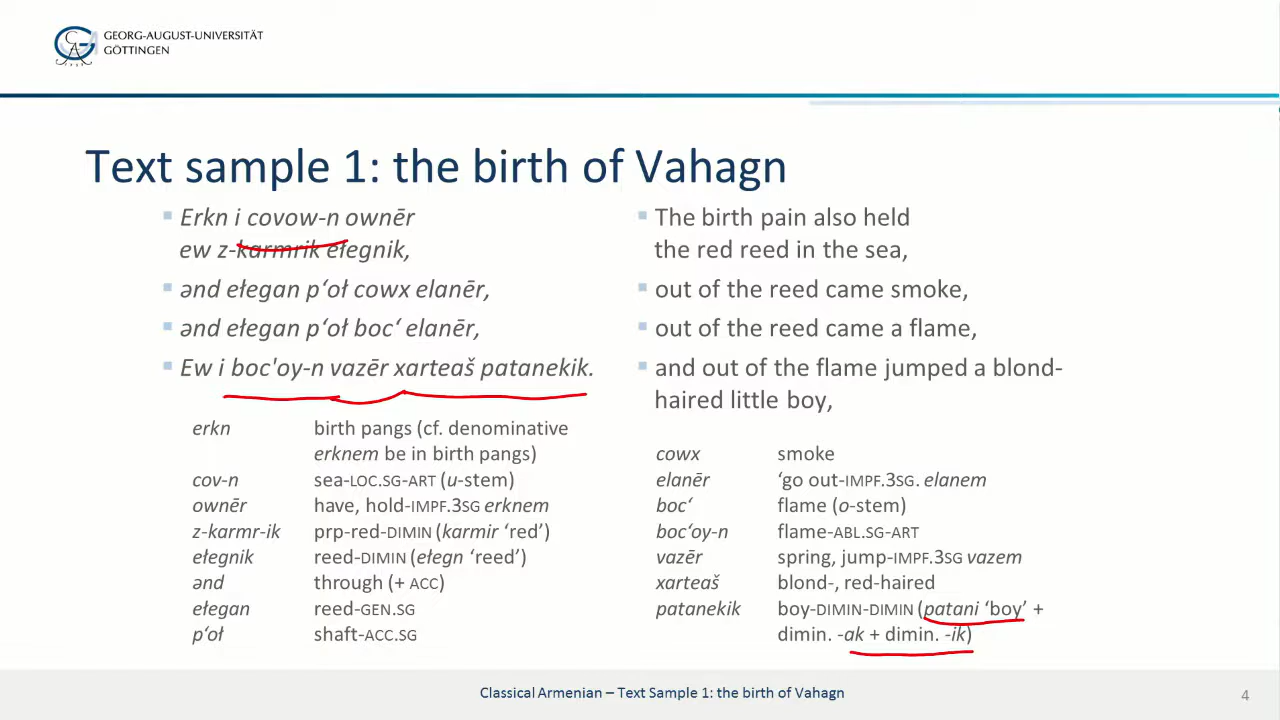 GEORG-AUGUST-UNIVERSITÄT
GÖTTINGEN
Text sample 1: the birth of Vahagn
Erkn i covow-n ownēr
ew z-karmrik ełegnik,
ənd ełegan pʻoł cowx elanēr,
ənd ełegan pʻoł bocʻ elanēr,
Ew i boc'oy-n vazēr xarteaš patanekik.
The birth pain also held
the red reed in the sea,
out of the reed came smoke,
out of the reed came a flame,
and out of the flame jumped a blond-
haired little boy,
erkn birth pangs (cf. denominative
erknem be in birth pangs)
cov-n sea-LOC.SG-ART (u-stem)
ownēr have, hold-IMPF.3SG erknem
z-karmr-ik prp-red-DIMIN (karmir ‘red’)
ełegnik reed-DIMIN (ełegn ‘reed’)
ənd through (+ ACC)
ełegan reed-GEN.SG
pʻoł shaft-ACC.SG
cowx smoke
elanēr ‘go out-IMPF.3SG. elanem
bocʻ flame (o-stem)
bocʻoy-n flame-ABL.SG-ART
vazēr spring, jump-IMPF.3SG vazem
xarteaš blond-, red-haired
patanekik boy-DIMIN-DIMIN (patani ‘boy’ +
dimin. -ak + dimin. -ik)
Classical Armenian – Text Sample 1: the birth of Vahagn
4